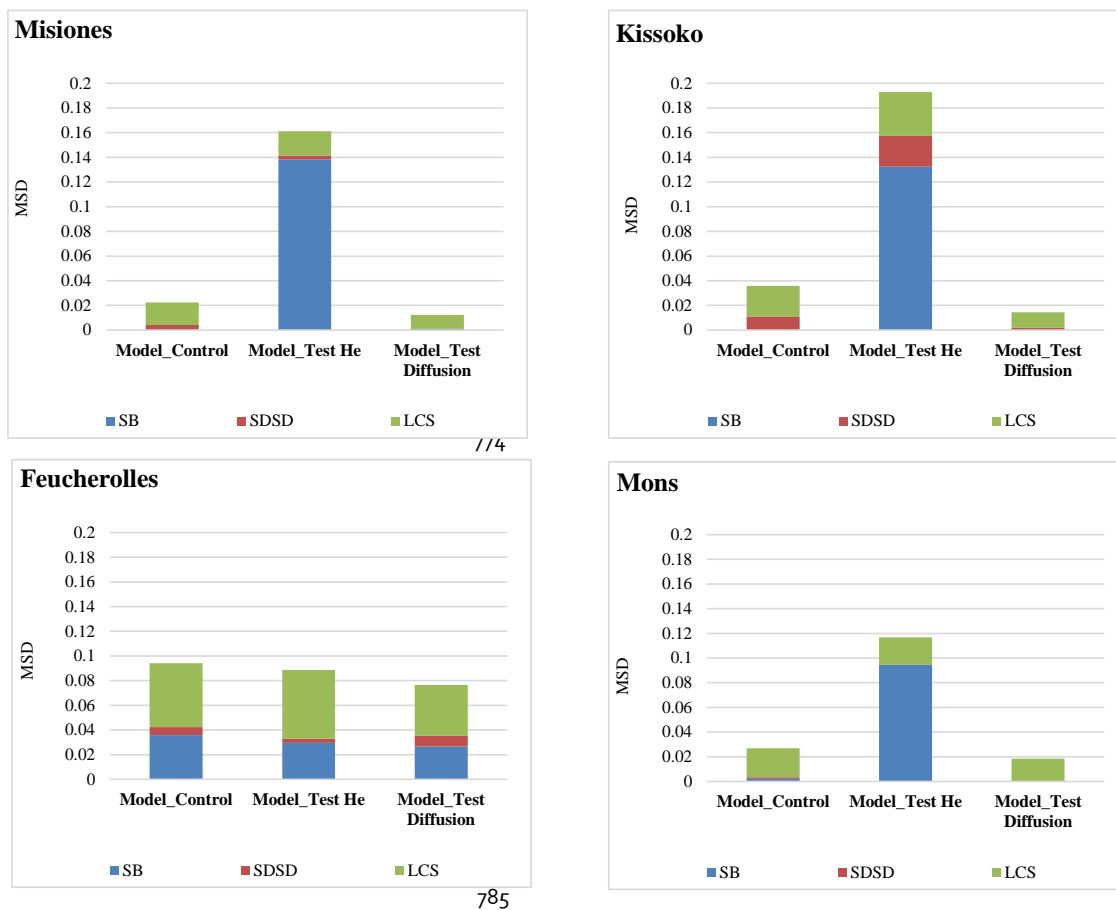 Misiones
MSD
0.2
0.18
0.16
0.14
0.12
0.1
0.08
0.06
0.04
0.02
0
Model_Control Model_Test He Model_Test
Diffusion
SB SDSD LCS
774
Kissoko
MSD
0.2
0.18
0.16
0.14
0.12
0.1
0.08
0.06
0.04
0.02
0
Model_Control Model_Test He Model_Test
Diffusion
SB SDSD LCS
Feucherolles
MSD
0.2
0.18
0.16
0.14
0.12
0.1
0.08
0.06
0.04
0.02
0
Model_Control Model_Test He Model_Test
Diffusion
SB SDSD LCS
785
Mons
MSD
0.2
0.18
0.16
0.14
0.12
0.1
0.08
0.06
0.04
0.02
0
Model_Control Model_Test He Model_Test
Diffusion
SB SDSD LCS